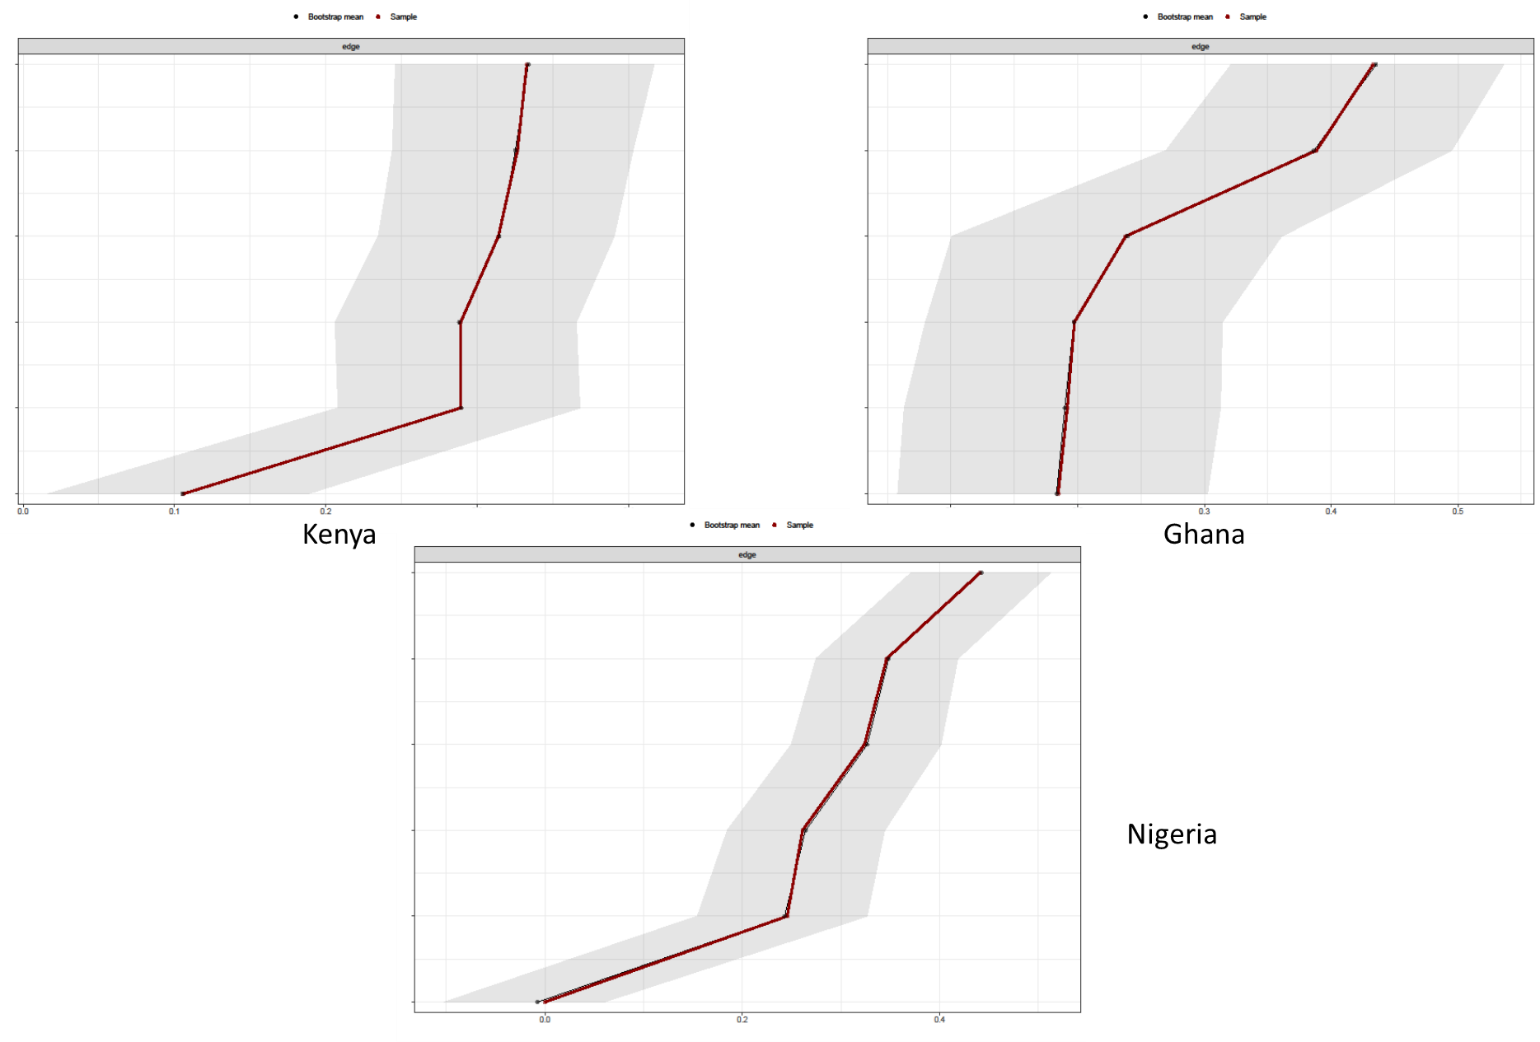 Bootstrap mean Sample
edge
0.0 0.1 0.2
Kenya
Bootstrap mean Sample
edge
0.3 0.4 0.5
Ghana
Bootstrap mean Sample
edge
0.0 0.2 0.4
Nigeria